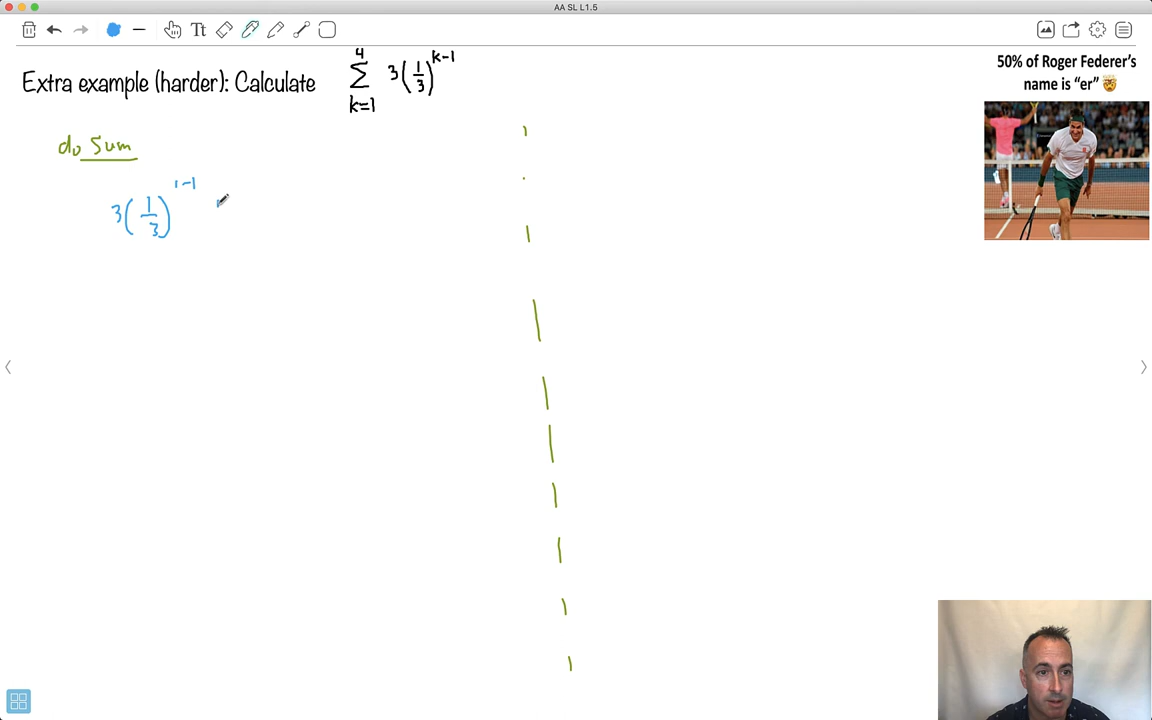 AA SL L1.5
Tt
Extra example (harder): Calculate
4
∑ 3(1/3)^(k-1)
k=1
50% of Roger Federer's
name is "er" 🤯
do Sum
3(1/3)^(1-1)